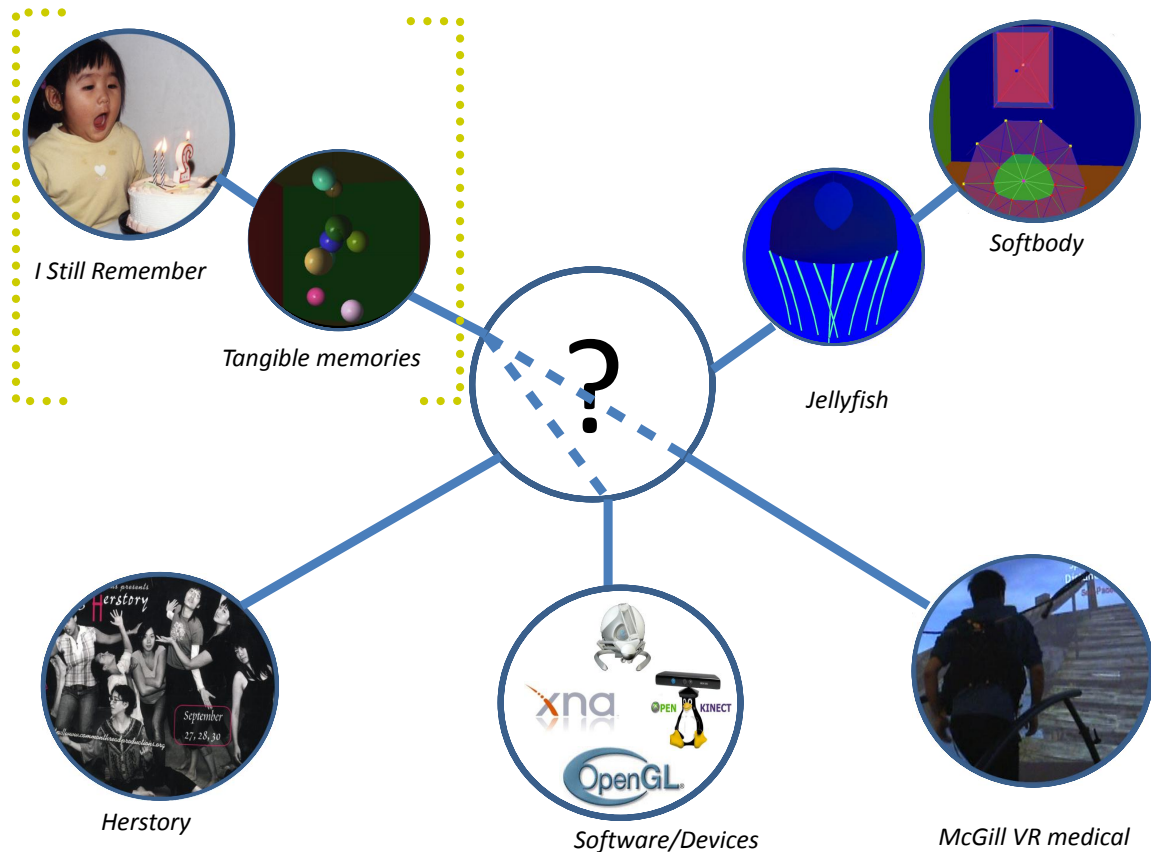 I Still Remember
Tangible memories
?
Softbody
Jellyfish
presents
Herstory
September
27, 28, 30
Herstory
xna
OPEN KINECT
OpenGL
Software/Devices
McGill VR medical